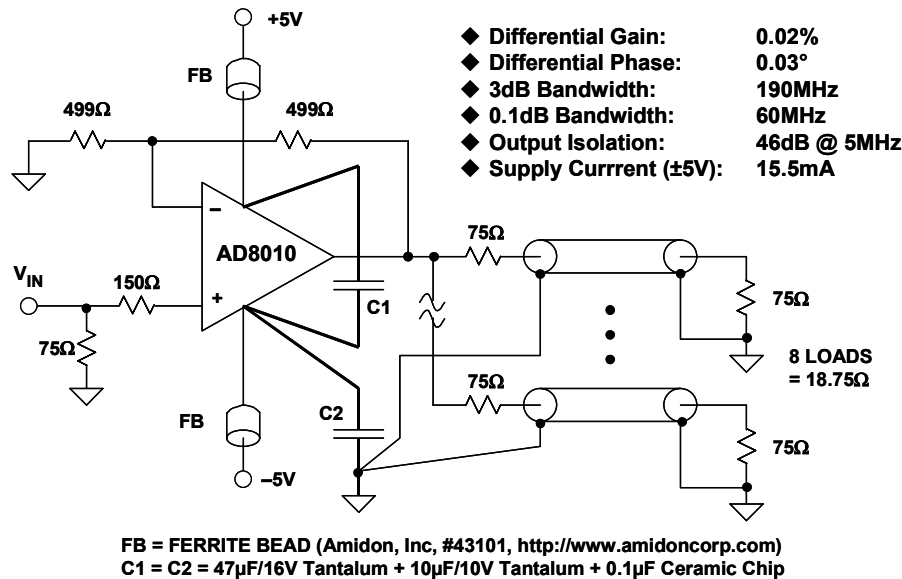 +5V
FB
499Ω
499Ω
◆ Differential Gain: 0.02%
◆ Differential Phase: 0.03°
◆ 3dB Bandwidth: 190MHz
◆ 0.1dB Bandwidth: 60MHz
◆ Output Isolation: 46dB @ 5MHz
◆ Supply Currrent (±5V): 15.5mA
–
AD8010
+
VIN
150Ω
75Ω
C1
C2
FB
–5V
75Ω
75Ω
75Ω
75Ω
8 LOADS
= 18.75Ω
FB = FERRITE BEAD (Amidon, Inc, #43101, http://www.amidoncorp.com)
C1 = C2 = 47µF/16V Tantalum + 10µF/10V Tantalum + 0.1µF Ceramic Chip